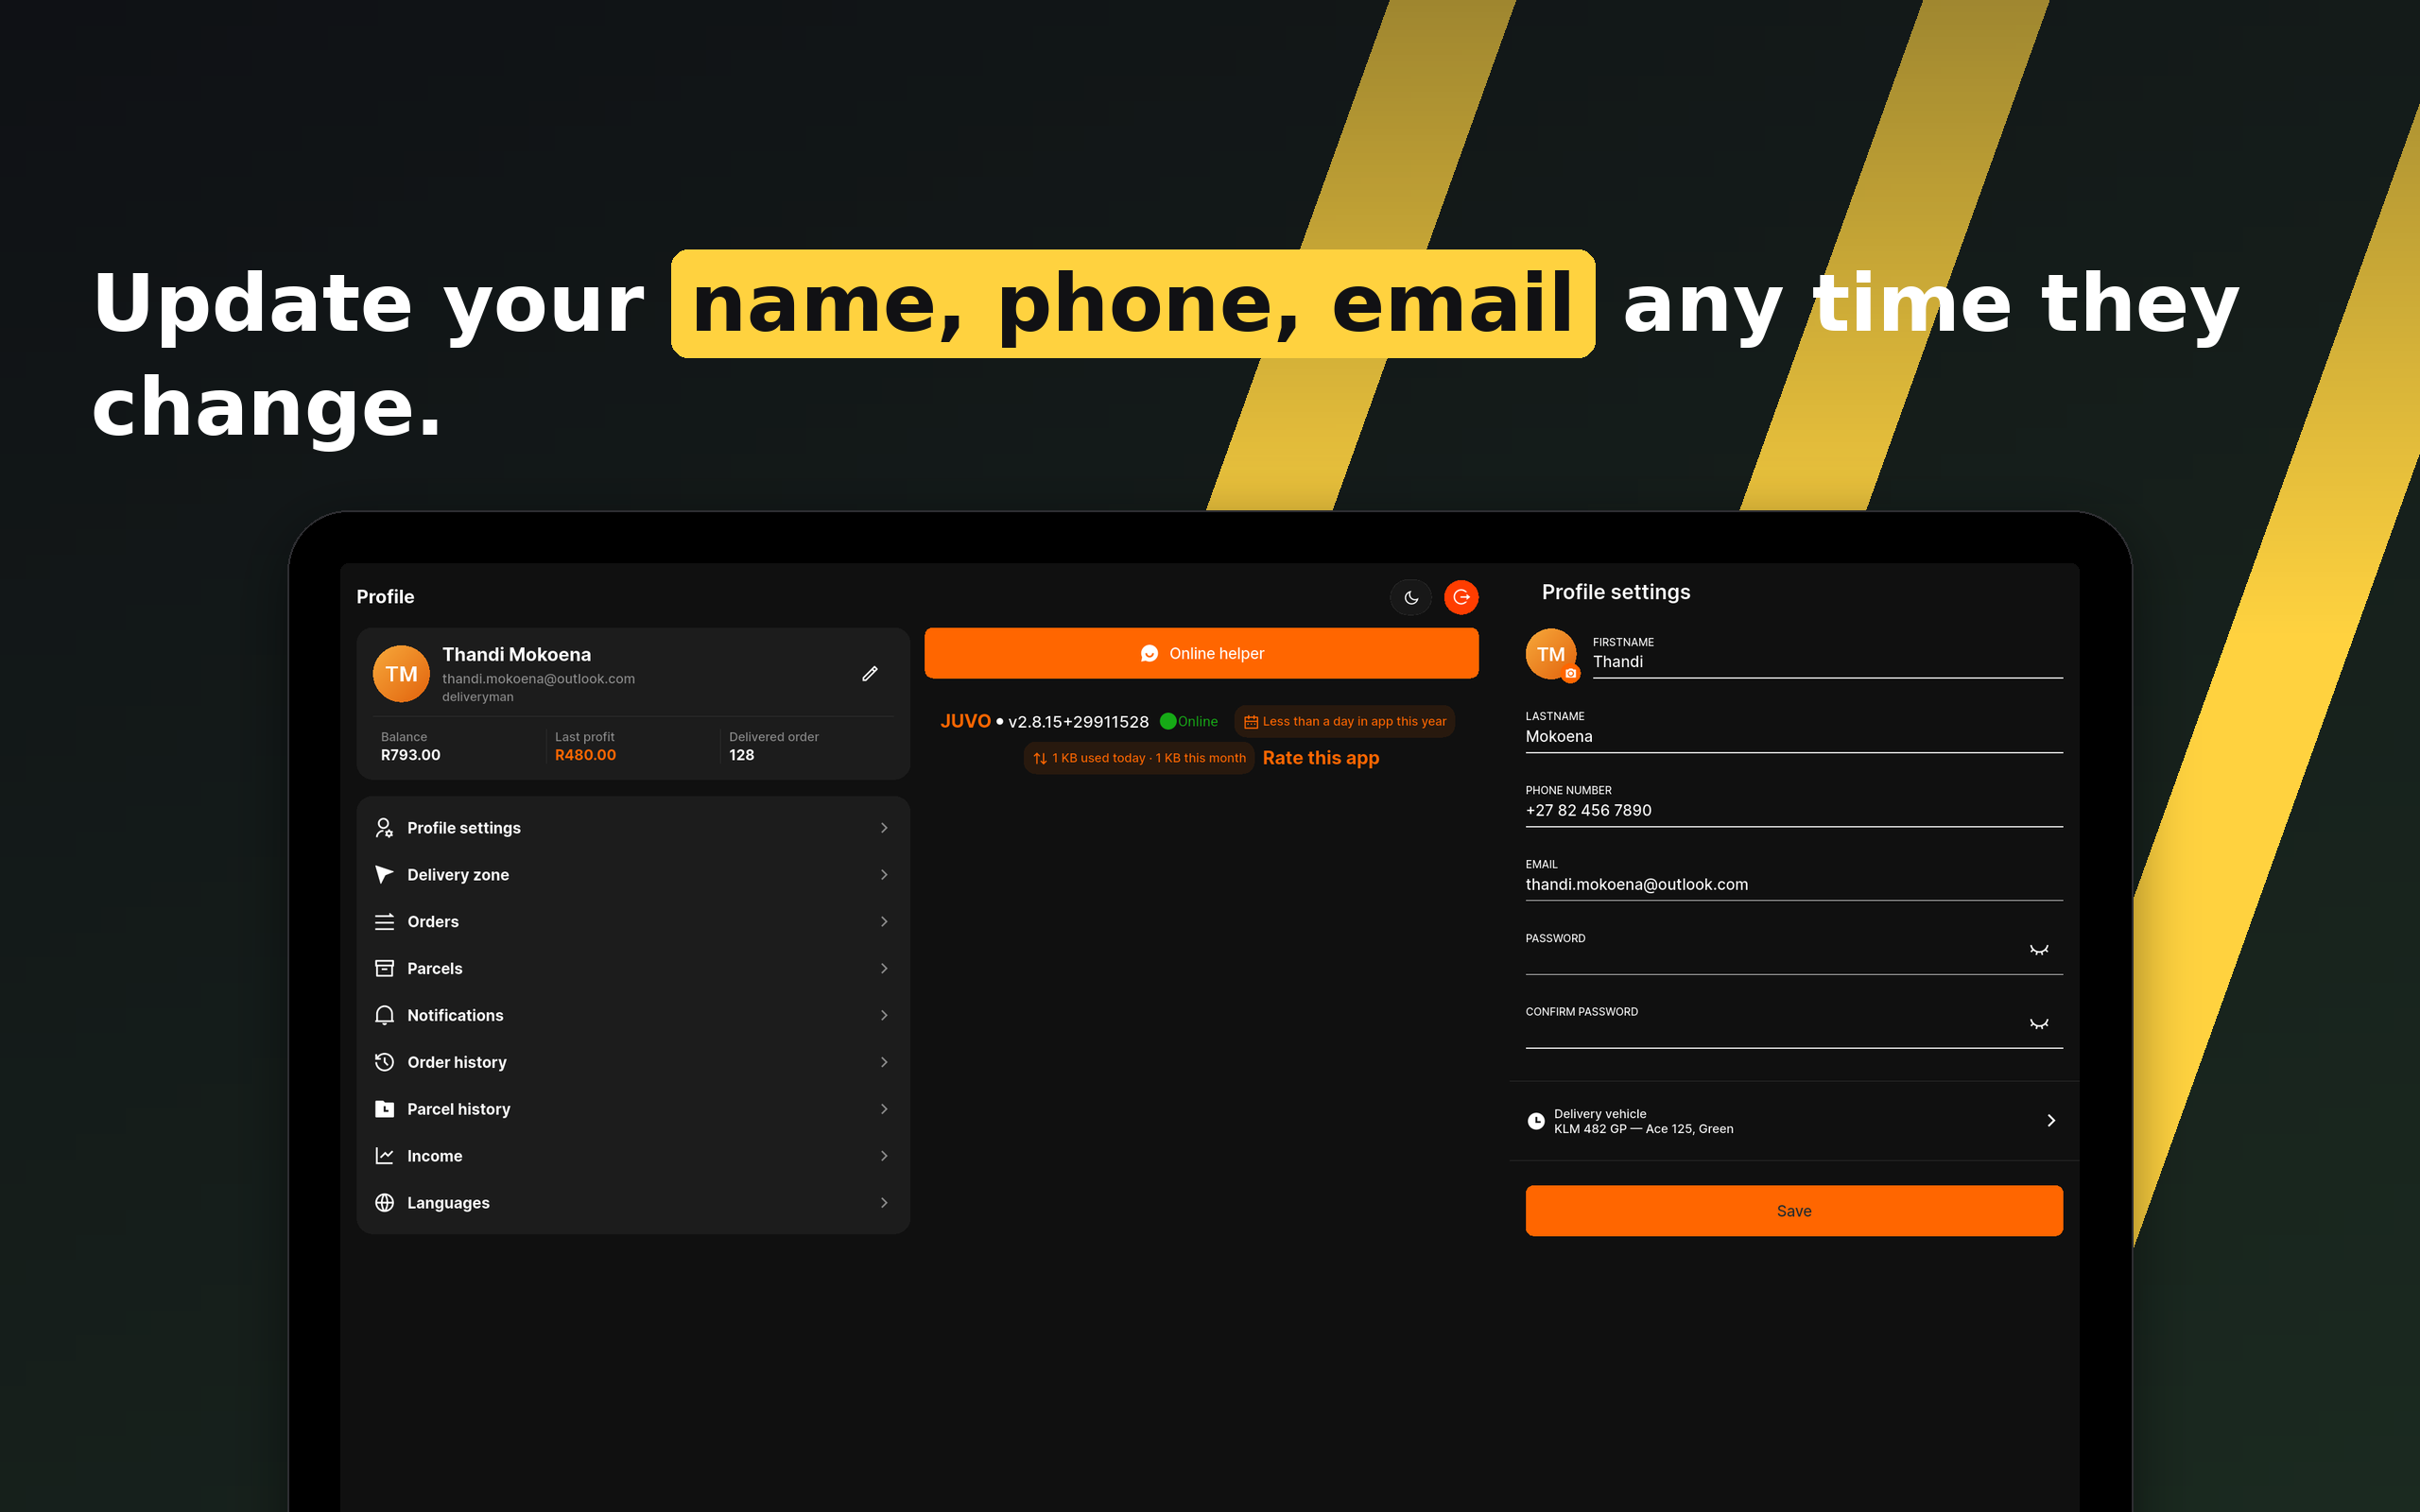 Update your name, phone, email any time they
change.
Profile
TM
Thandi Mokoena
thandi.mokoena@outlook.com
deliveryman
Balance
R793.00
Last profit
R480.00
Delivered order
128
Profile settings
Delivery zone
Orders
Parcels
Notifications
Order history
Parcel history
Income
Languages
Online helper
JUVO • v2.8.15+29911528 Online Less than a day in app this year
1 KB used today · 1 KB this month Rate this app
Profile settings
TM
FIRSTNAME
Thandi
LASTNAME
Mokoena
PHONE NUMBER
+27 82 456 7890
EMAIL
thandi.mokoena@outlook.com
PASSWORD
CONFIRM PASSWORD
Delivery vehicle
KLM 482 GP — Ace 125, Green
Save